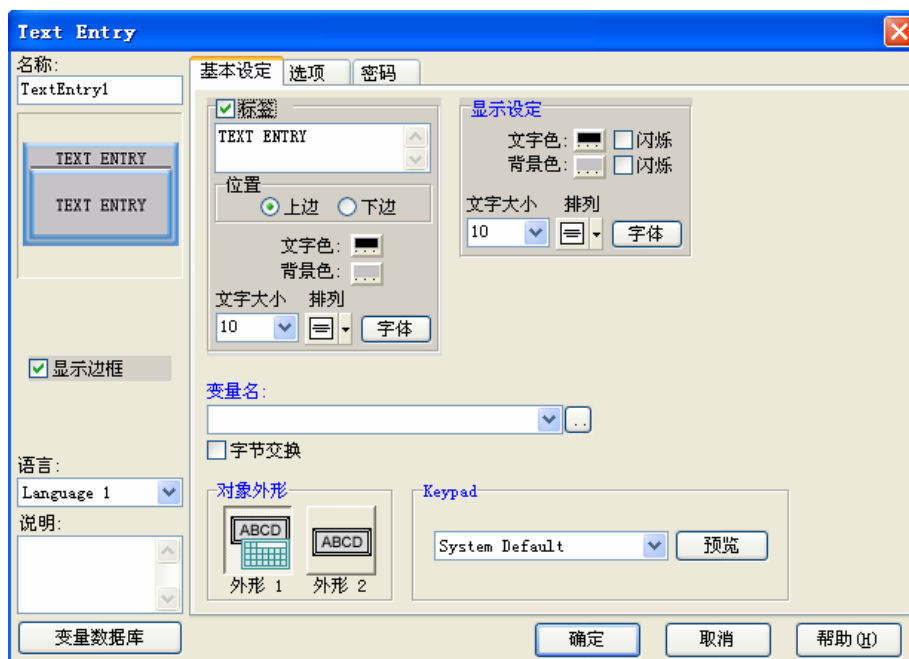 Text Entry
名称:
TextEntry1
TEXT ENTRY
TEXT ENTRY
显示边框
语言:
Language 1
说明:
变量数据库
基本设定 选项 密码
标签
TEXT ENTRY
位置
上边 下边
文字色: ...
背景色: ...
文字大小 排列
10 字体
显示设定
文字色: ... 闪烁
背景色: ... 闪烁
文字大小 排列
10 字体
变量名:
..
字节交换
对象外形
ABCD ABCD
外形 1 外形 2
Keypad
System Default 预览
确定 取消 帮助(H)